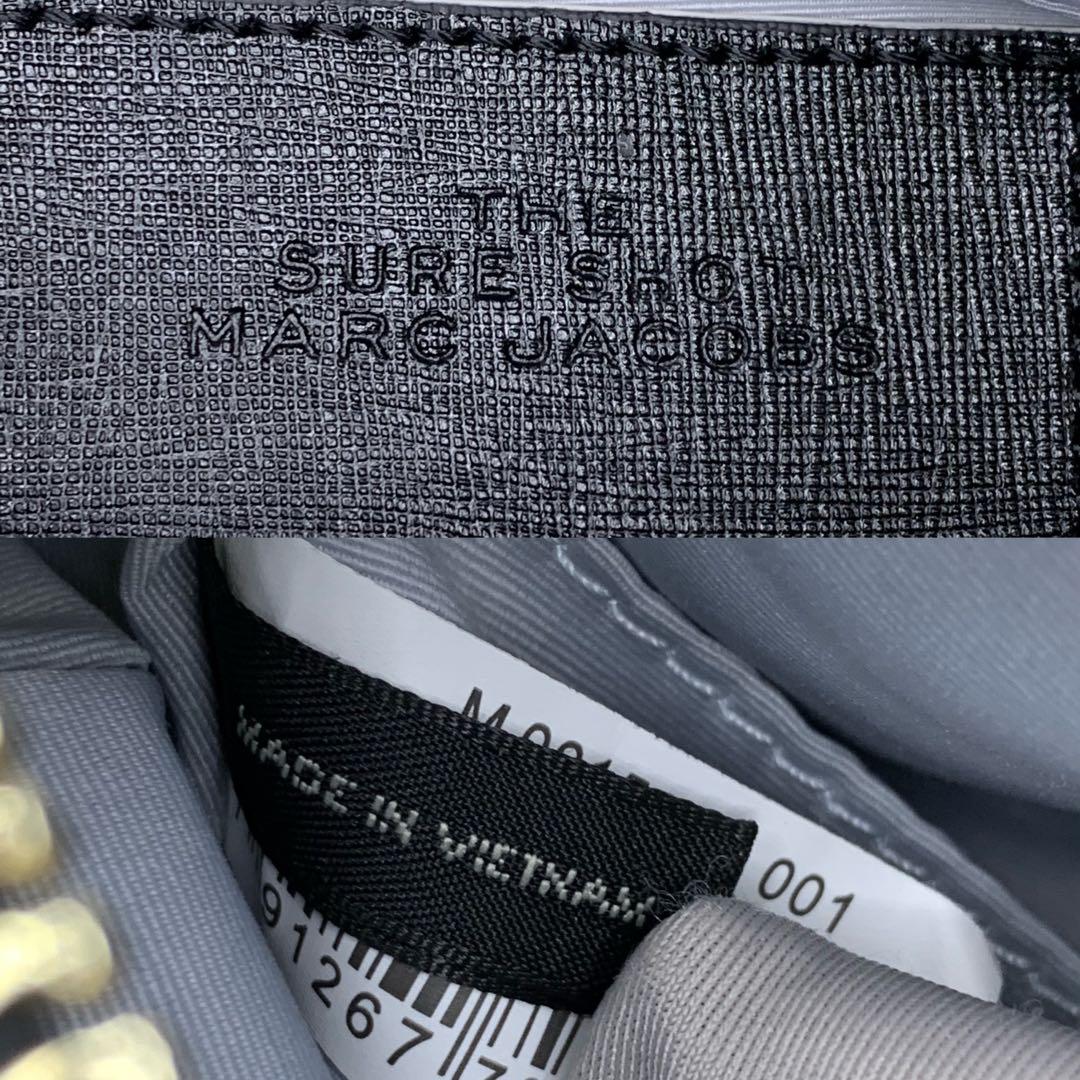 THE
SURE SHOT
MARC JACOBS
MADE IN VIETNAM
001
91267